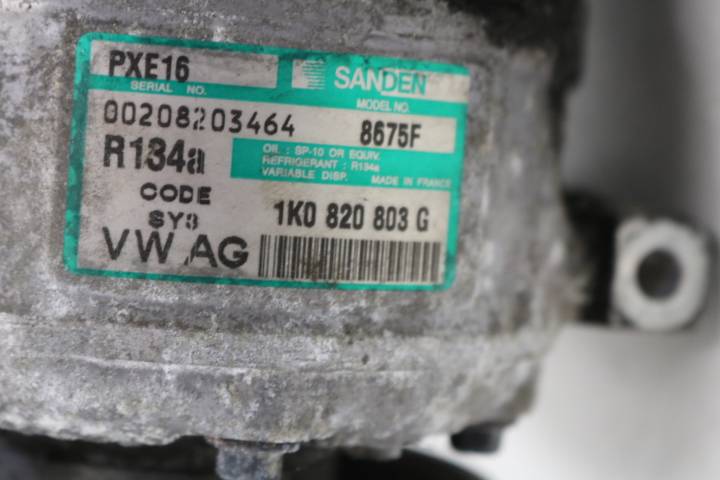 PXE16
SANDEN
SERIAL NO.
MODEL NO.
00208203464
8675F
R134a
OIL : SP-10 OR EQUIV.
REFRIGERANT : R134a
VARIABLE DISP. MADE IN FRANCE
CODE
SY3
1K0 820 803 G
VW AG